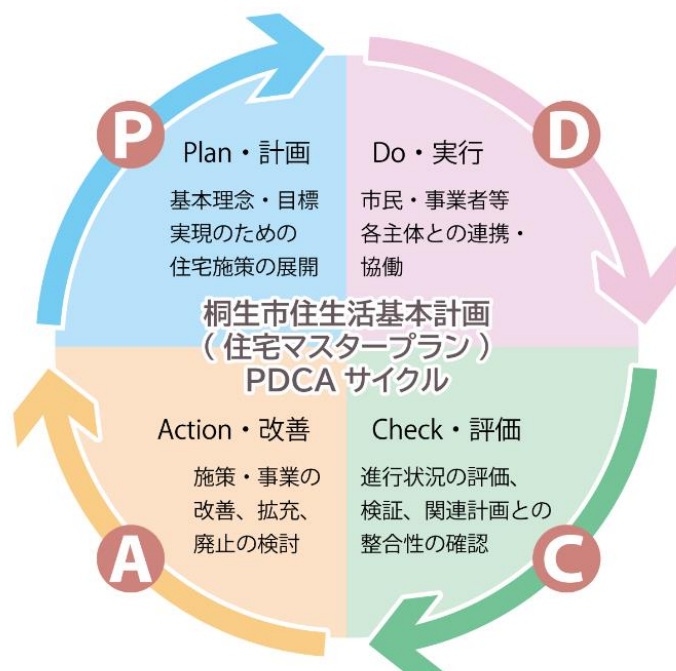 P
Plan・計画
基本理念・目標
実現のための
住宅施策の展開
D
Do・実行
市民・事業者等
各主体との連携・
協働
桐生市住生活基本計画
（ 住宅マスタープラン ）
PDCA サイクル
Action・改善
施策・事業の
改善、拡充、
廃止の検討
A
Check・評価
進行状況の評価、
検証、関連計画との
整合性の確認
C